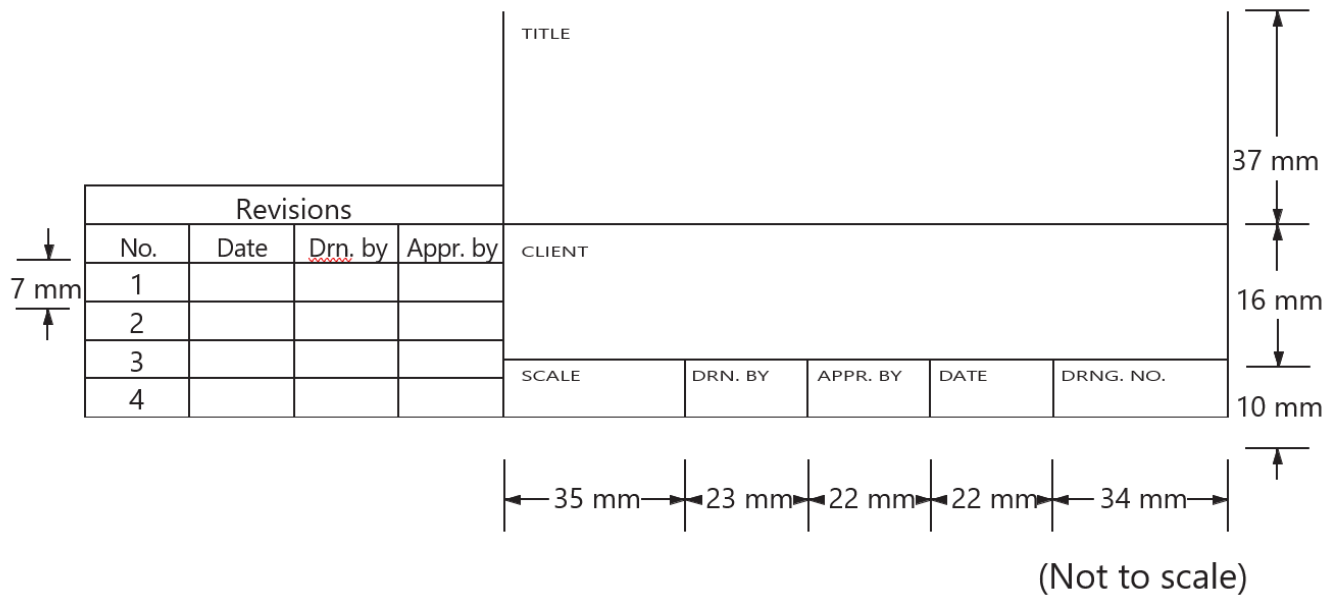 TITLE
37 mm
Revisions
No. Date Drn. by Appr. by
CLIENT
7 mm
1
16 mm
2
3
SCALE DRN. BY APPR. BY DATE DRNG. NO.
4
10 mm
35 mm 23 mm 22 mm 22 mm 34 mm
(Not to scale)